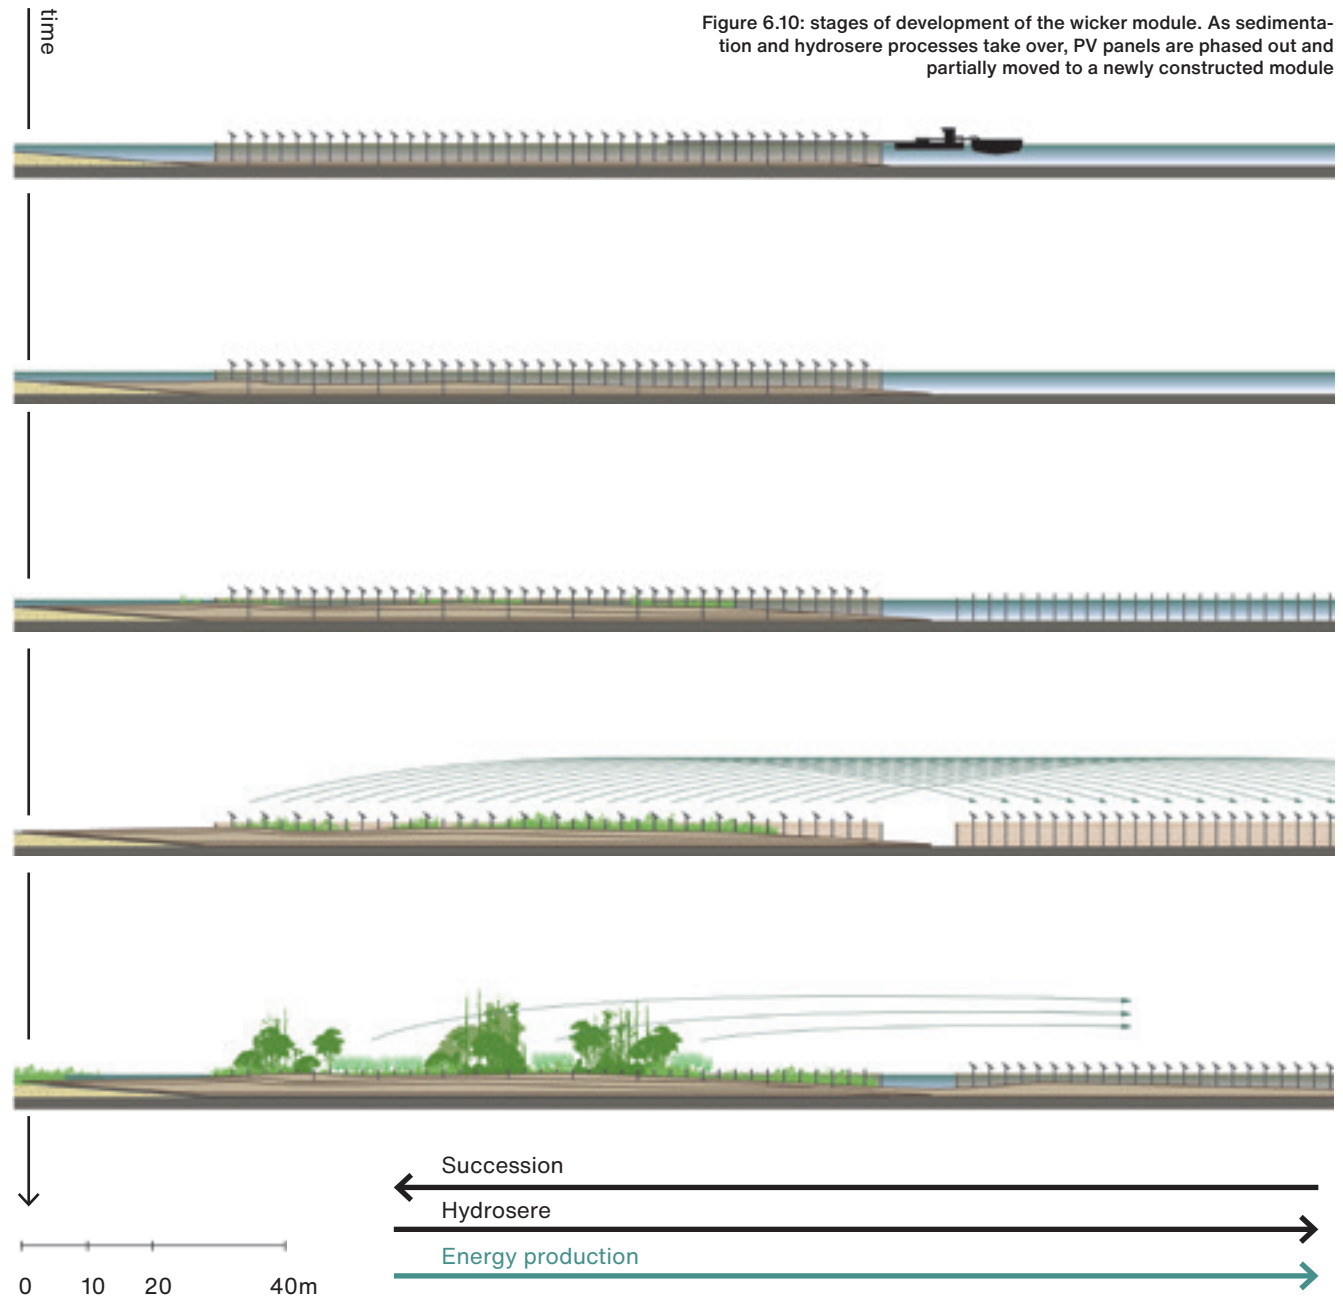 time
Figure 6.10: stages of development of the wicker module. As sedimenta-
tion and hydrosere processes take over, PV panels are phased out and
partially moved to a newly constructed module
Succession
Hydrosere
Energy production
0 10 20 40m